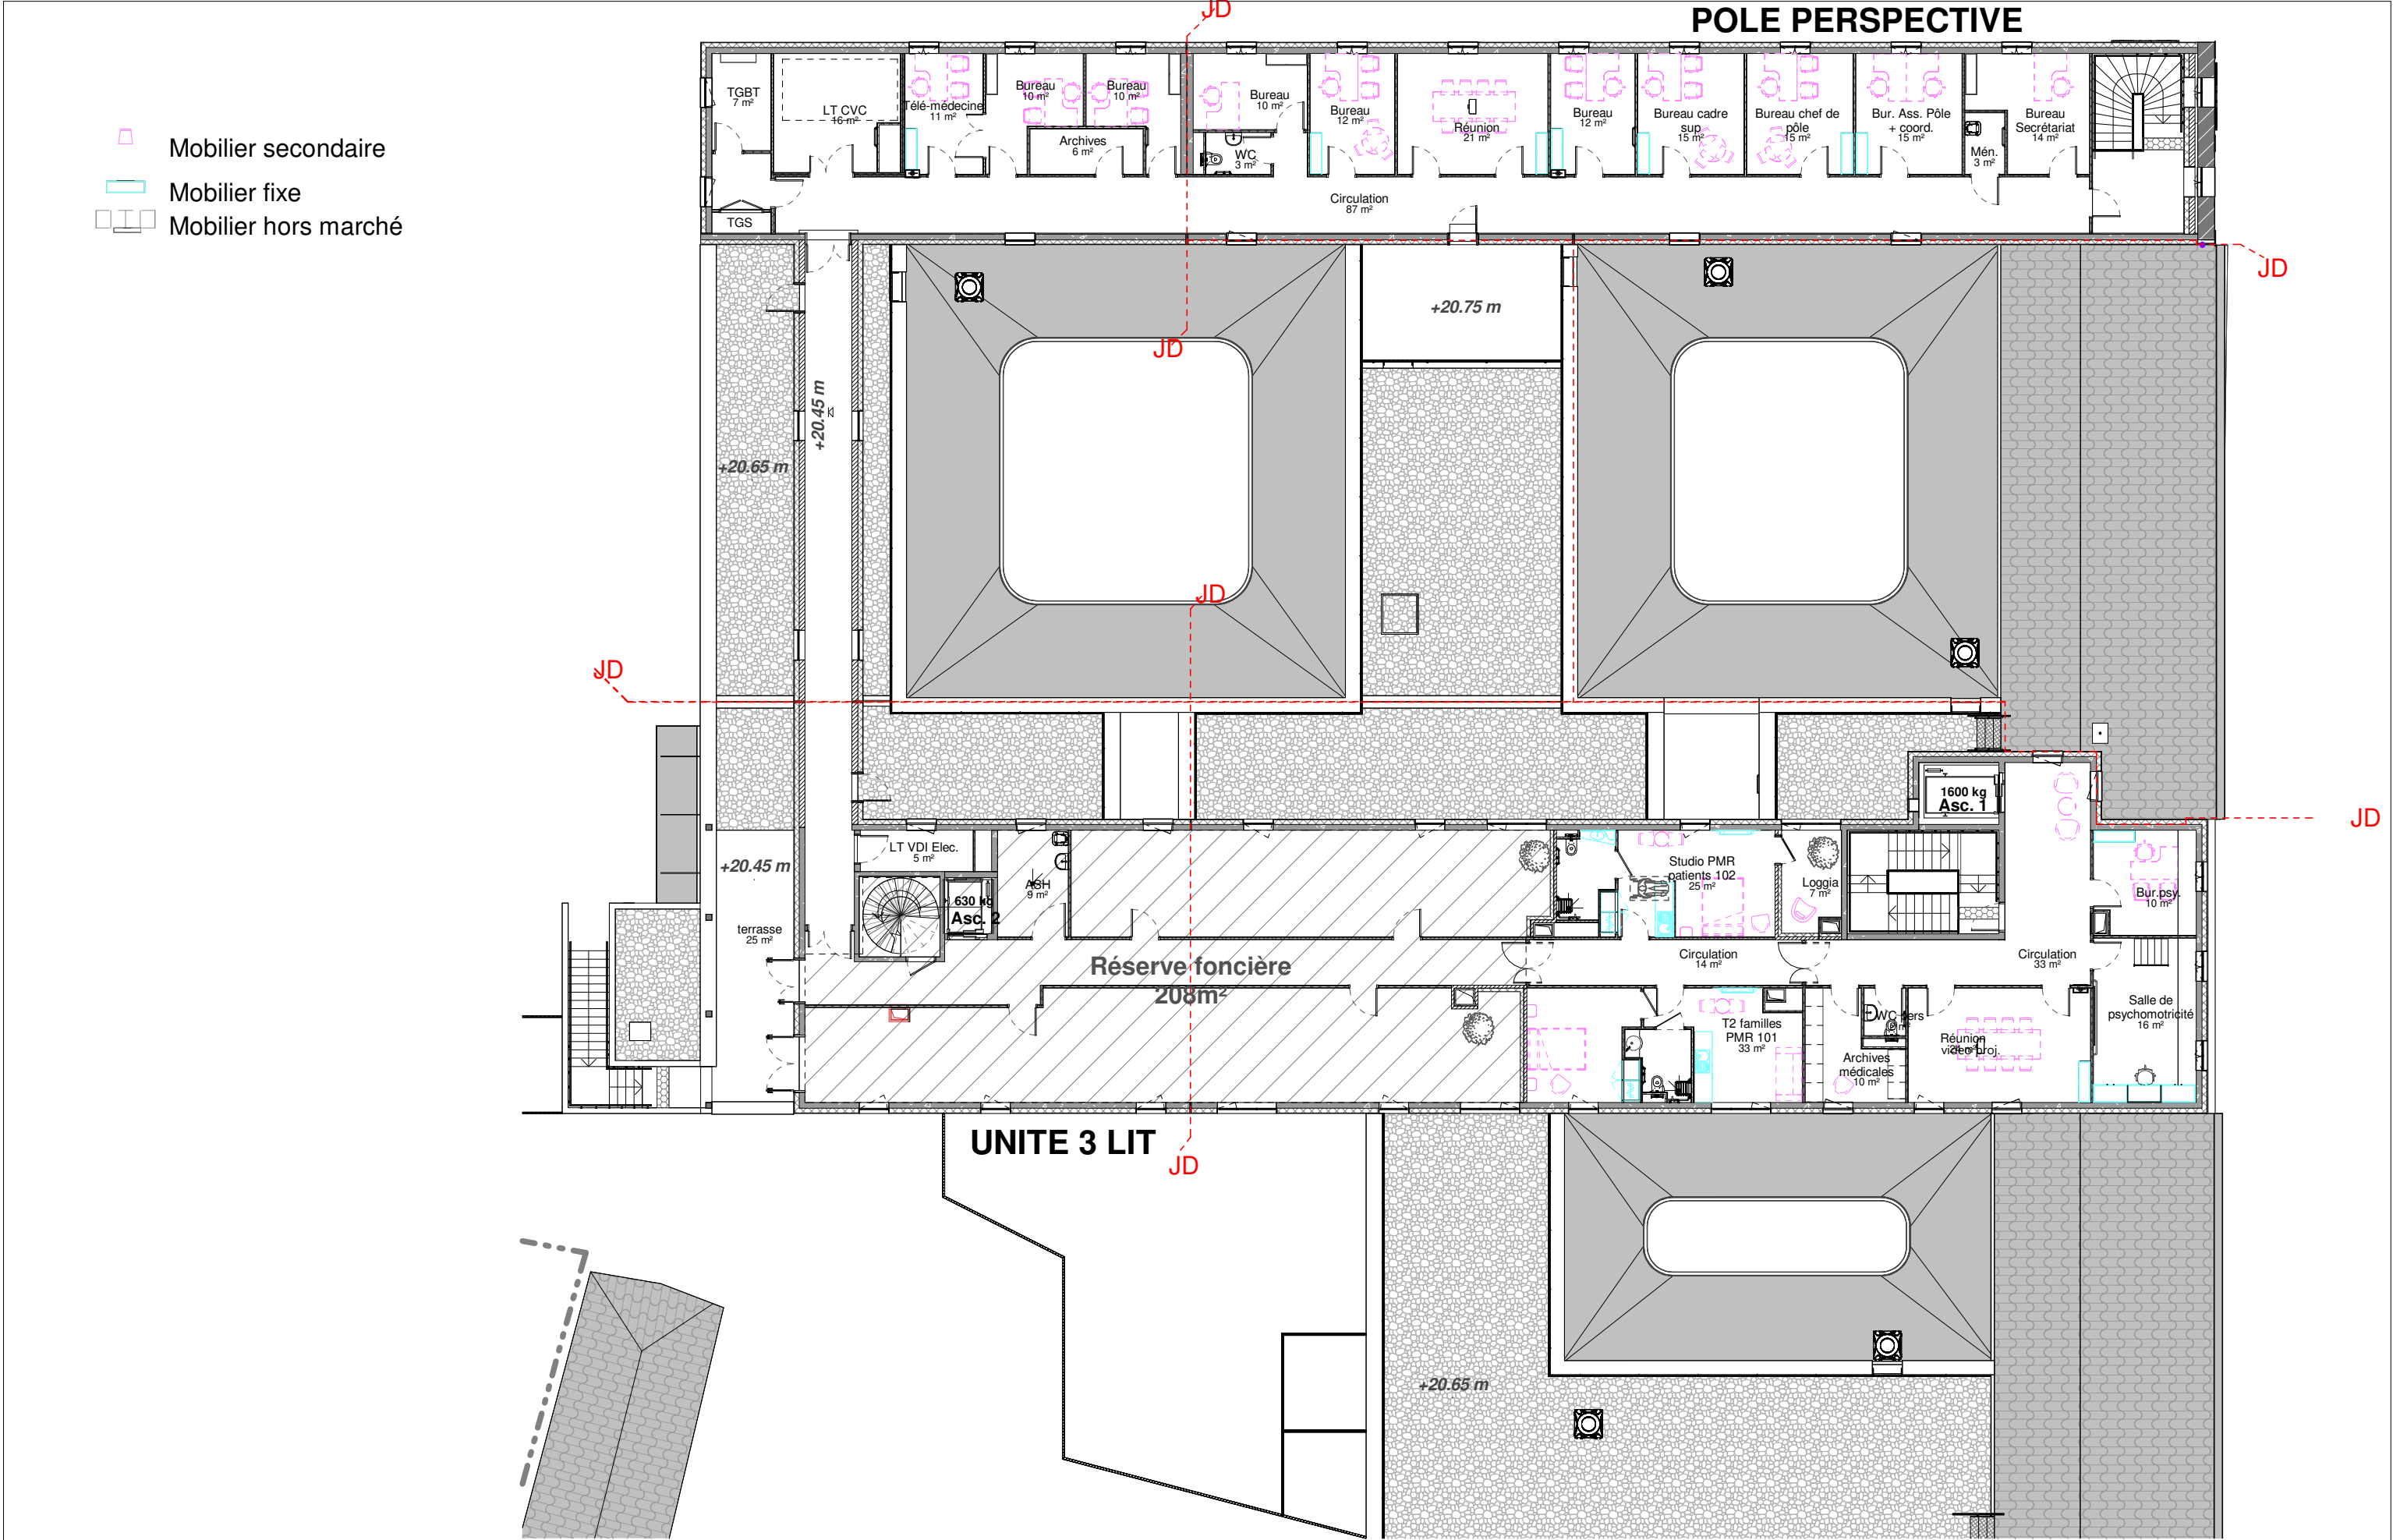 JD
POLE PERSPECTIVE
Mobilier secondaire
Mobilier fixe
Mobilier hors marché
TGBT
7 m²
LT CVC
16 m²
Télé-médecine
11 m²
Bureau
10 m²
Bureau
10 m²
Archives
6 m²
Bureau
10 m²
WC
3 m²
Bureau
12 m²
Réunion
21 m²
Bureau
12 m²
Bureau cadre
sup
15 m²
Bureau chef de
pôle
15 m²
Bur. Ass. Pôle
+ coord.
15 m²
Mén.
3 m²
Bureau
Secrétariat
14 m²
TGS
Circulation
87 m²
JD
+20.75 m
JD
+20.45 m
+20.65 m
JD
JD
1600 kg
Asc. 1
JD
LT VDI Elec.
5 m²
+20.45 m
ASH
9 m²
630 kg
Asc. 2
Studio PMR
patients 102
25 m²
Loggia
7 m²
Bur.psy.
10 m²
terrasse
25 m²
Réserve foncière
208m²
Circulation
14 m²
Circulation
33 m²
T2 familles
PMR 101
33 m²
Archives
médicales
10 m²
Réunion
Salle de
psychomotricité
16 m²
UNITE 3 LIT
JD
+20.65 m